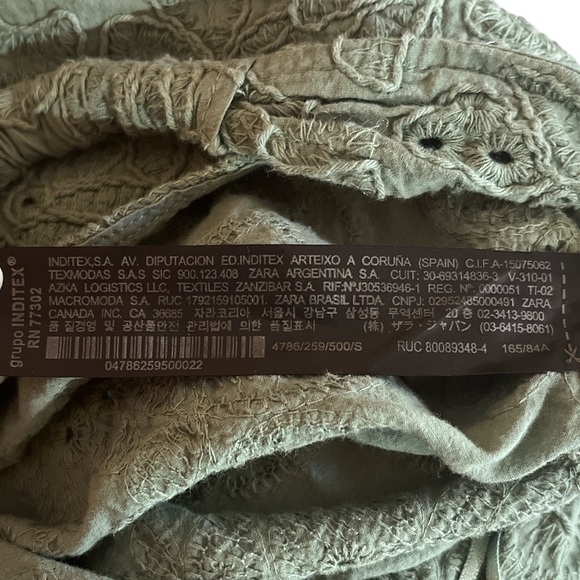 grupo INDITEX®
RN 77302
INDITEX,S.A. AV. DIPUTACION ED.INDITEX ARTEIXO A CORUÑA (SPAIN) C.I.F.A-15075062
TEXMODAS S.A.S SIC 900.123.408 ZARA ARGENTINA S.A. CUIT: 30-69314836-3 V-310-01
AZKA LOGISTICS LLC, TEXTILES ZANZIBAR S.A. RIF:NºJ30536946-1 REG. Nº: 0000051 TI-02
MACROMODA S.A. RUC 1792159105001. ZARA BRASIL LTDA. CNPJ: 02952485000491 ZARA
CANADA INC, CA 36685 자라코리아 서울시 강남구 삼성동 무역센터 20 층 02-3413-9800
품 질경영 및 공산품안전 관리법에 의한 품질표시 (株) ザラ・ジャパン (03-6415-8061)
4786/259/500/S RUC 80089348-4 165/84A
04786259500022